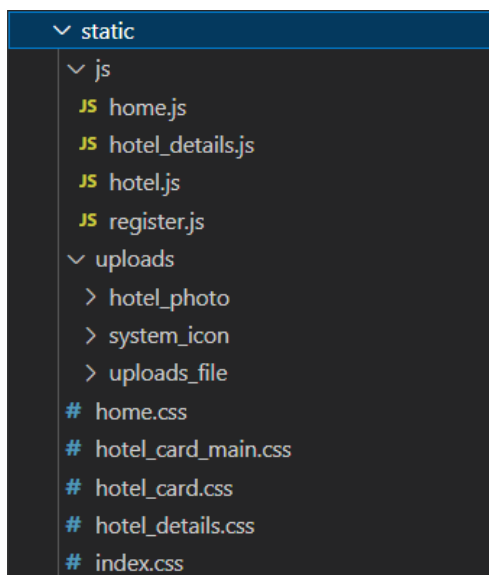 static
js
JS home.js
JS hotel_details.js
JS hotel.js
JS register.js
uploads
hotel_photo
system_icon
uploads_file
# home.css
# hotel_card_main.css
# hotel_card.css
# hotel_details.css
# index.css